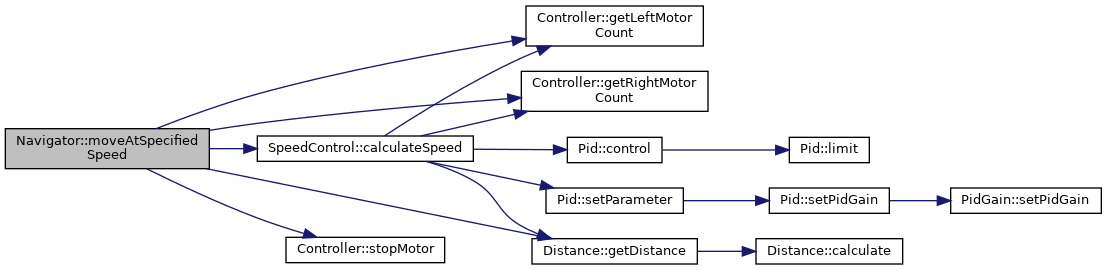 Controller::getLeftMotor
Count
Controller::getRightMotor
Count
Navigator::moveAtSpecified
Speed
SpeedControl::calculateSpeed
Pid::control
Pid::limit
Pid::setParameter
Pid::setPidGain
PidGain::setPidGain
Controller::stopMotor
Distance::getDistance
Distance::calculate